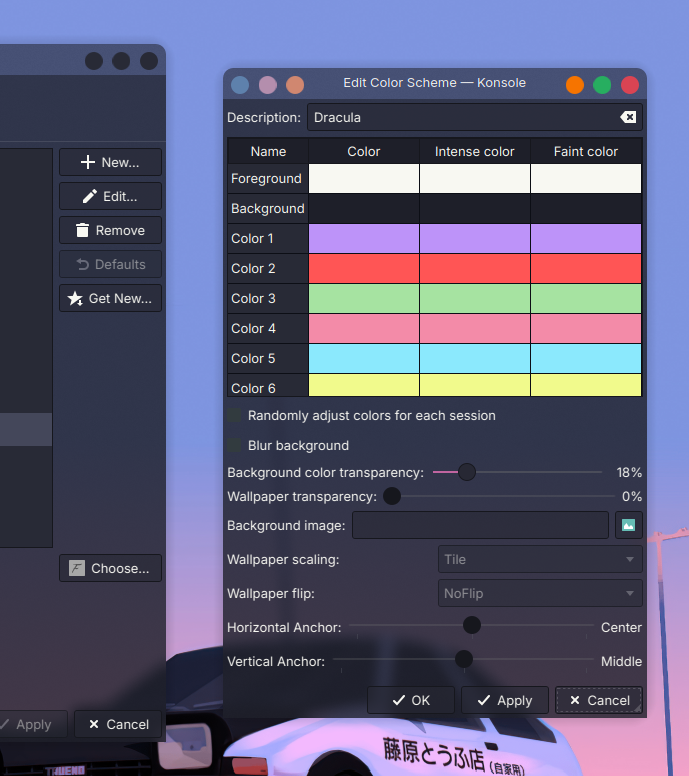 Edit Color Scheme — Konsole
Description: Dracula
Name Color Intense color Faint color
Foreground
Background
Color 1
Color 2
Color 3
Color 4
Color 5
Color 6
Randomly adjust colors for each session
Blur background
Background color transparency: 18%
Wallpaper transparency: 0%
Background image:
Wallpaper scaling: Tile
Wallpaper flip: NoFlip
Horizontal Anchor: Center
Vertical Anchor: Middle
OK Apply Cancel
New...
Edit...
Remove
Defaults
Get New...
Choose...
Apply Cancel
藤原とうふ店(自家用)